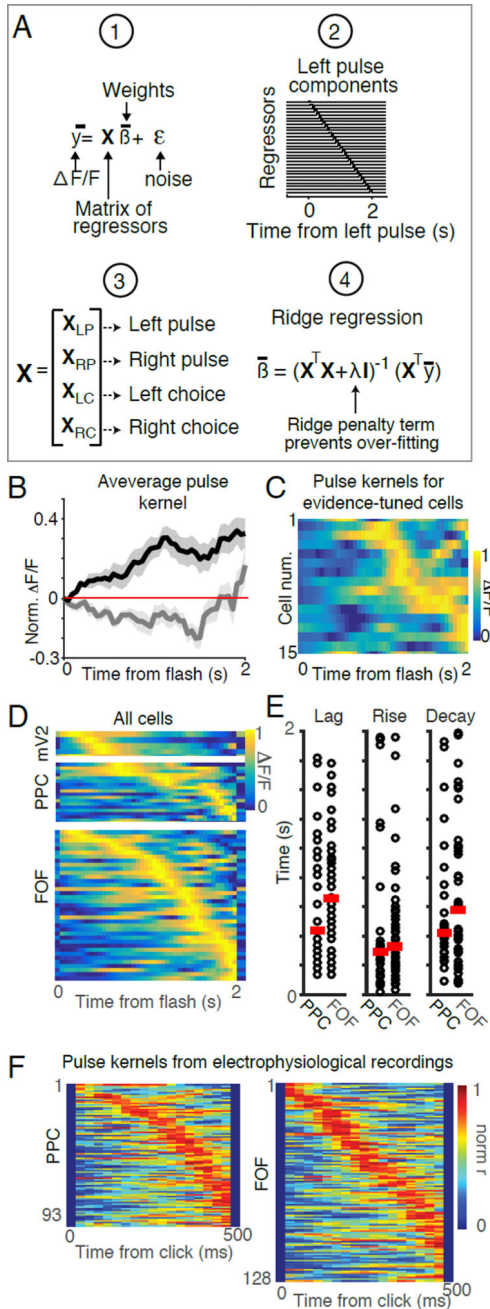 A
1
Weights
ȳ= X β̄+ ε
ΔF/F
noise
Matrix of
regressors
2
Left pulse
components
Regressors
0 2
Time from left pulse (s)
3
X =
X_LP Left pulse
X_RP Right pulse
X_LC Left choice
X_RC Right choice
4
Ridge regression
β̄ = (X^T X+λI)^-1 (X^T ȳ)
Ridge penalty term
prevents over-fitting
B
Aveverage pulse
kernel
Norm. ΔF/F
0.4
0
-0.3
0 2
Time from flash (s)
C
Pulse kernels for
evidence-tuned cells
Cell num.
1
15
0 2
Time from flash (s)
1
ΔF/F
0
D
All cells
mV2
PPC
FOF
1
ΔF/F
0
0 2
Time from flash (s)
E
Lag Rise Decay
2
Time (s)
0
PPC FOF PPC FOF PPC FOF
F
Pulse kernels from electrophysiological recordings
1
PPC
93
0 500
Time from click (ms)
1
FOF
128
0 500
Time from click (ms)
1
norm r
0